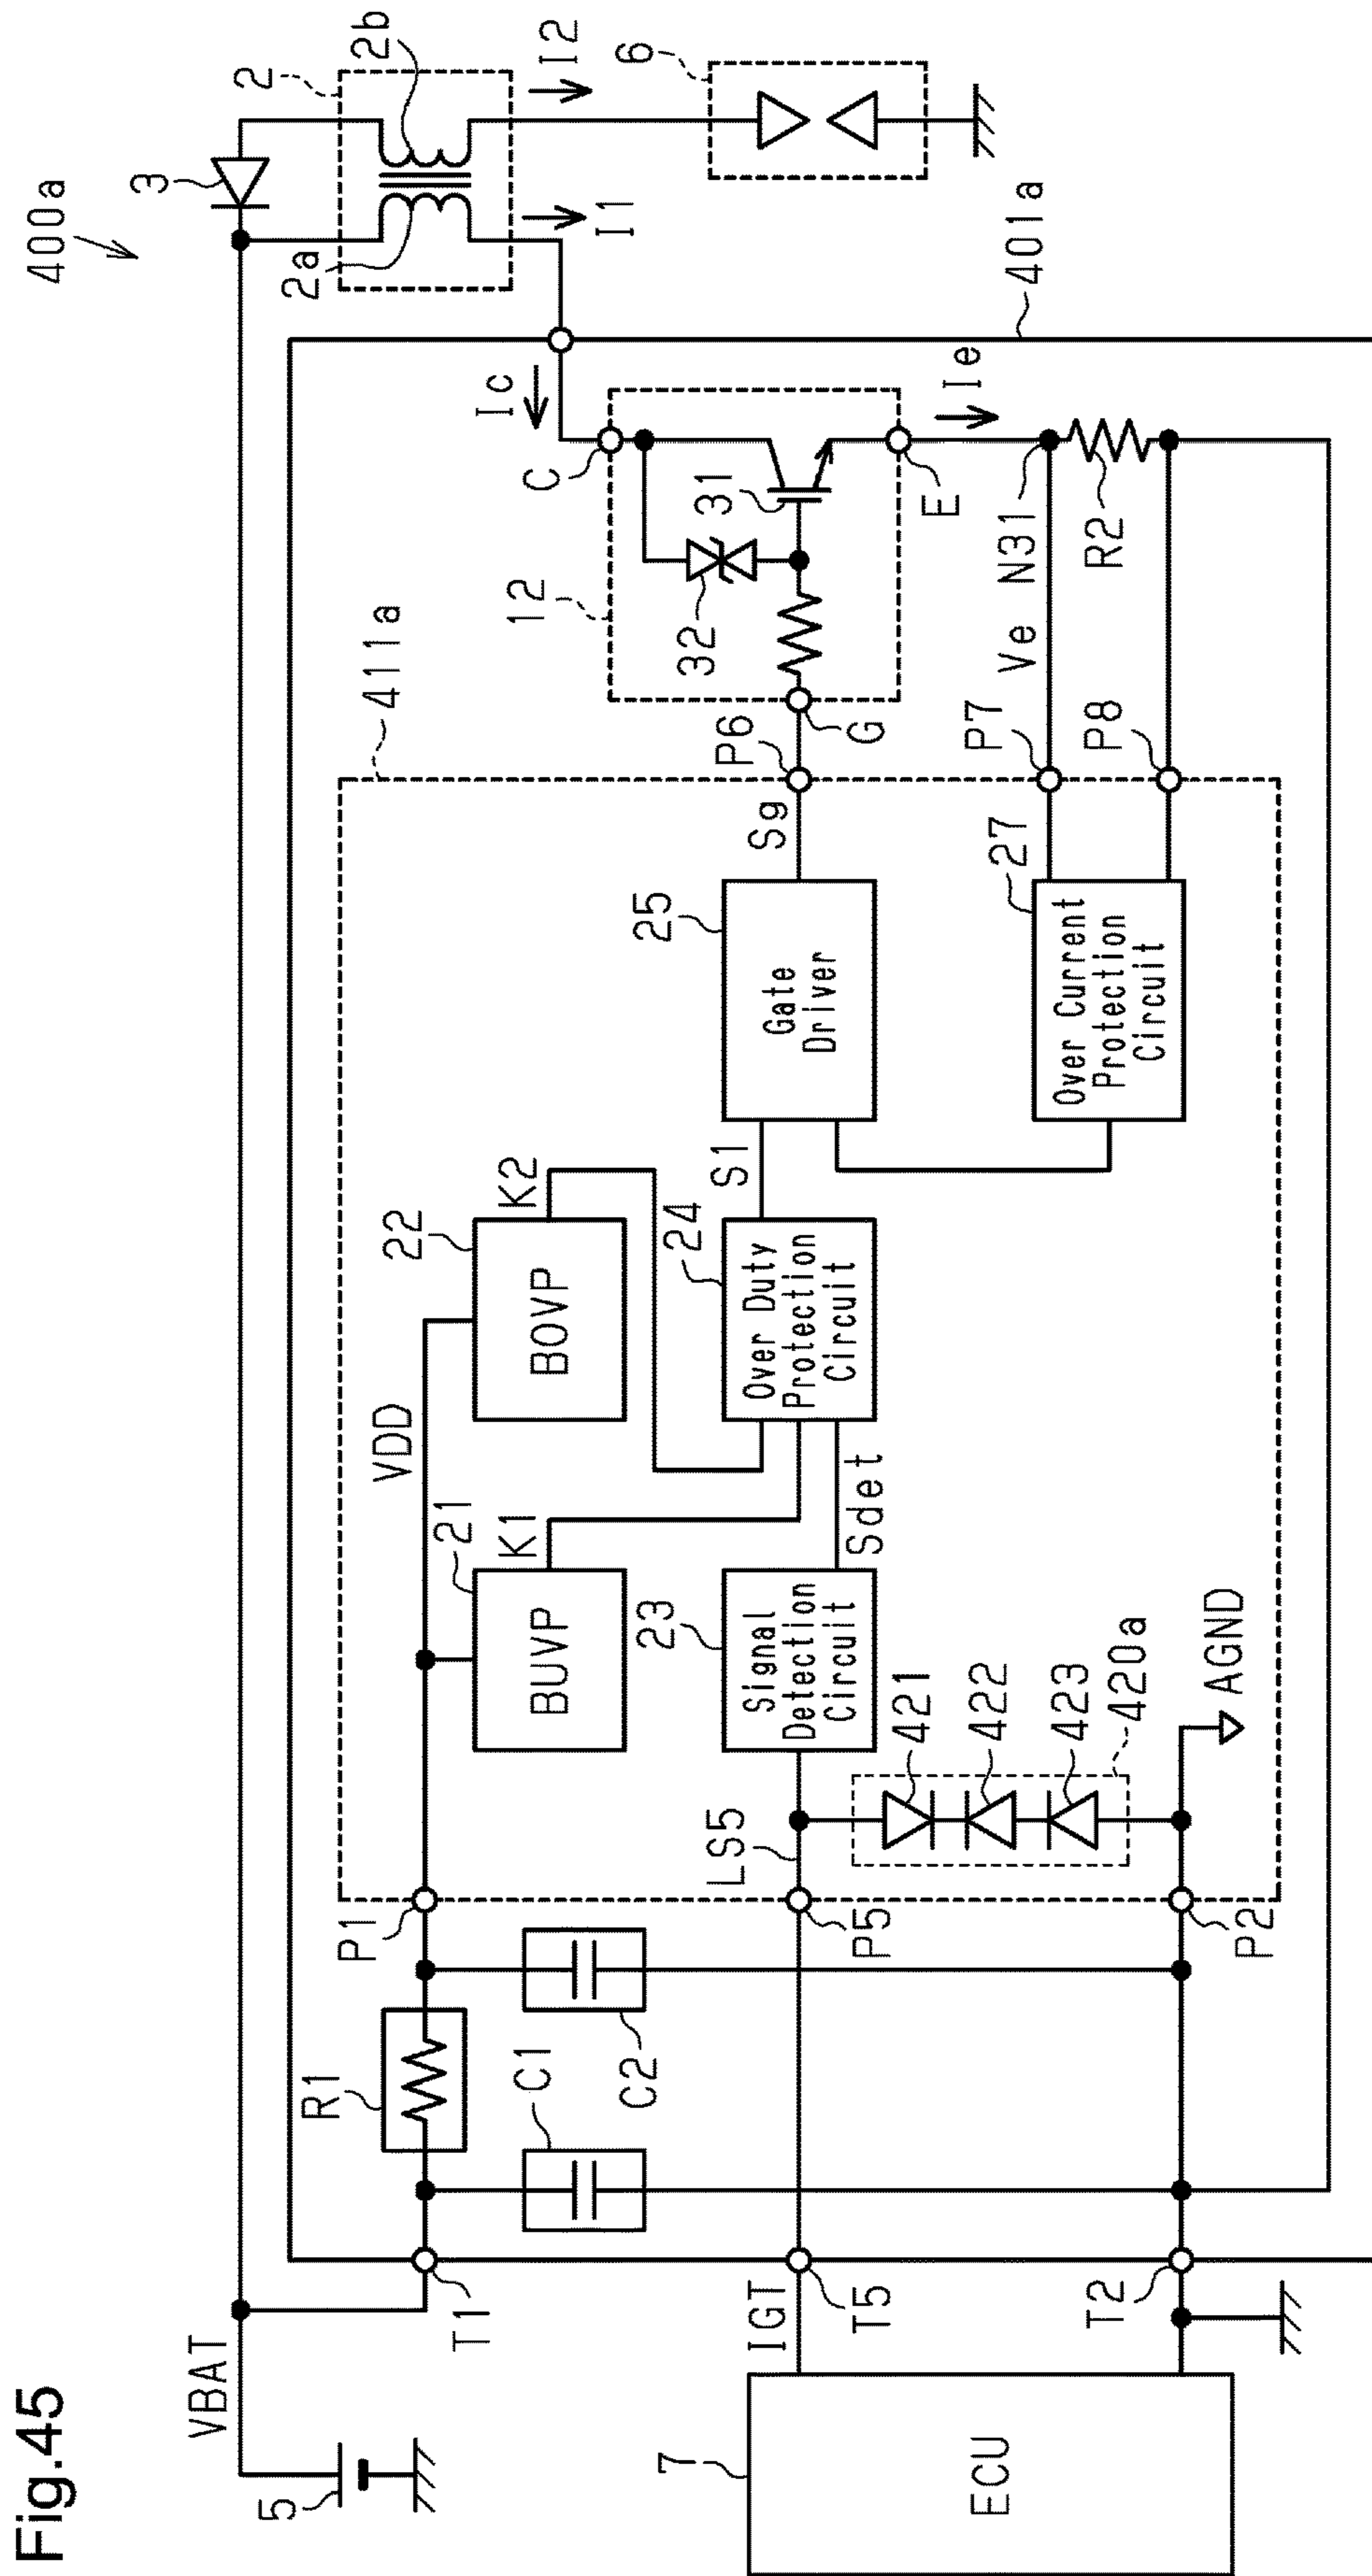 Fig.45
400a
VBAT
5
3
2
2a
2b
I1
I2
6
401a
T1
R1
C1
C2
P1
VDD
411a
BUVP
21
K1
BOVP
22
K2
12
C
Ic
32
31
G
E
Ie
7
ECU
IGT
T5
P5
LS5
Signal
Detection
Circuit
23
Sdet
Over Duty
Protection
Circuit
24
S1
Gate
Driver
25
Sg
P6
421
422
423
420a
AGND
T2
P2
Over Current
Protection
Circuit
27
P7
P8
Ve
N31
R2